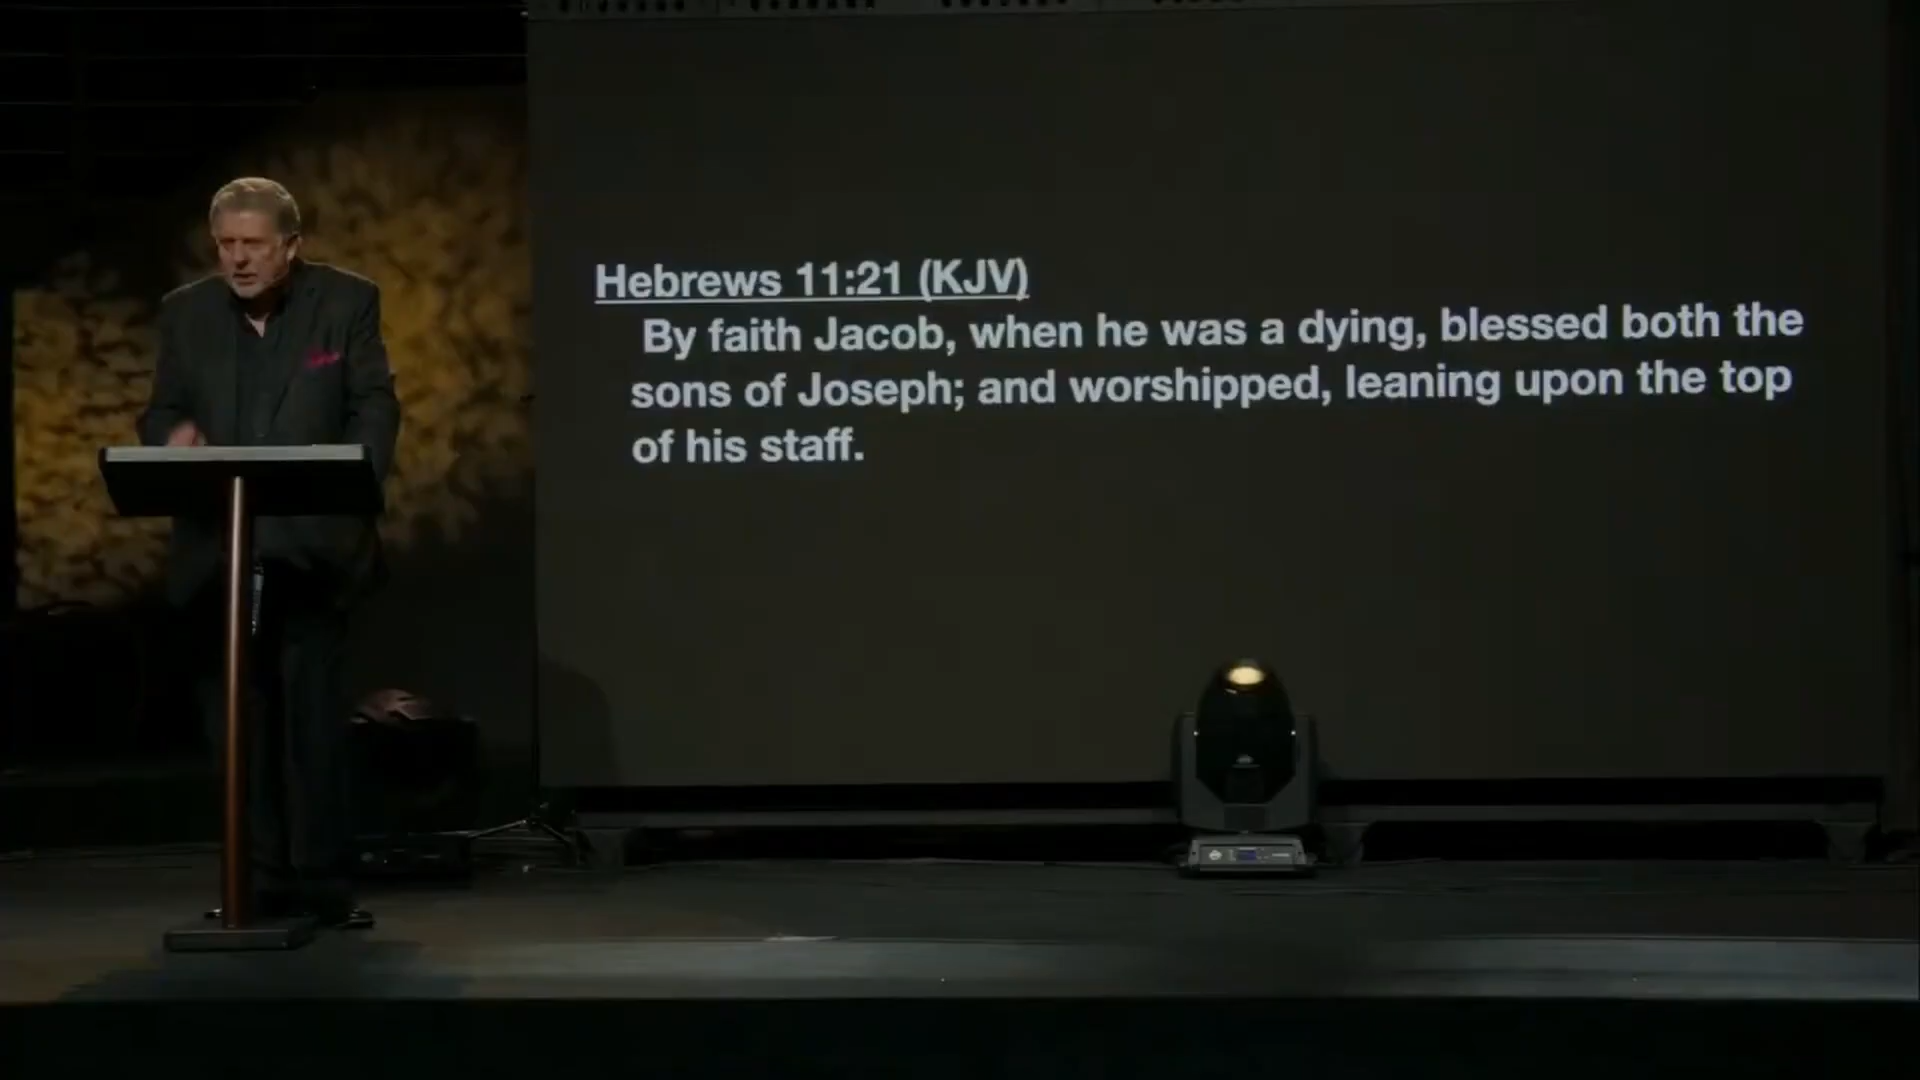 Hebrews 11:21 (KJV)
By faith Jacob, when he was a dying, blessed both the
sons of Joseph; and worshipped, leaning upon the top
of his staff.